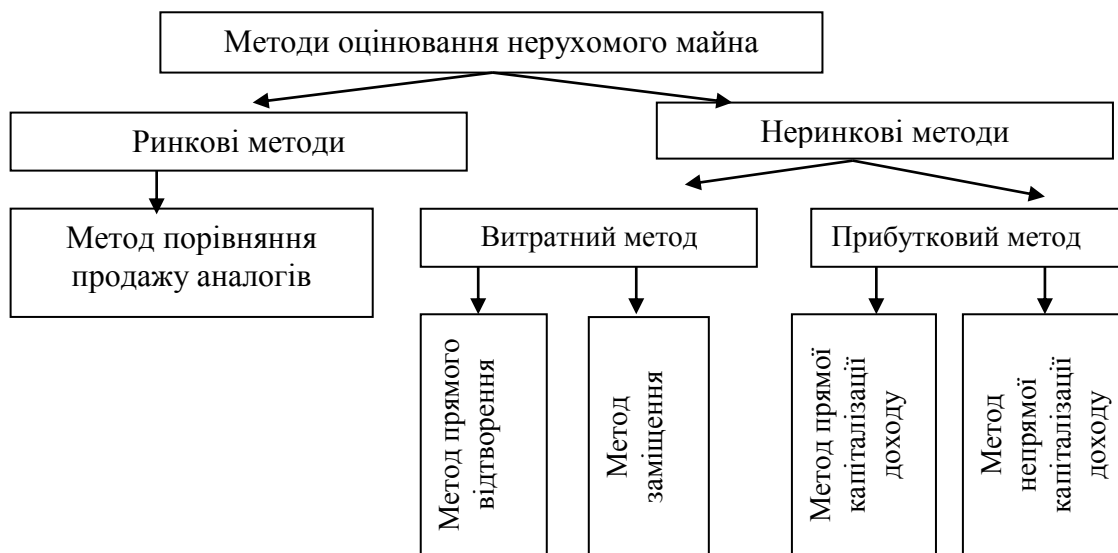 Методи оцінювання нерухомого майна
Ринкові методи
Неринкові методи
Метод порівняння
продажу аналогів
Витратний метод
Прибутковий метод
Метод прямого
відтворення
Метод
заміщення
Метод прямої
капіталізації
доходу
Метод
непрямої
капіталізації
доходу